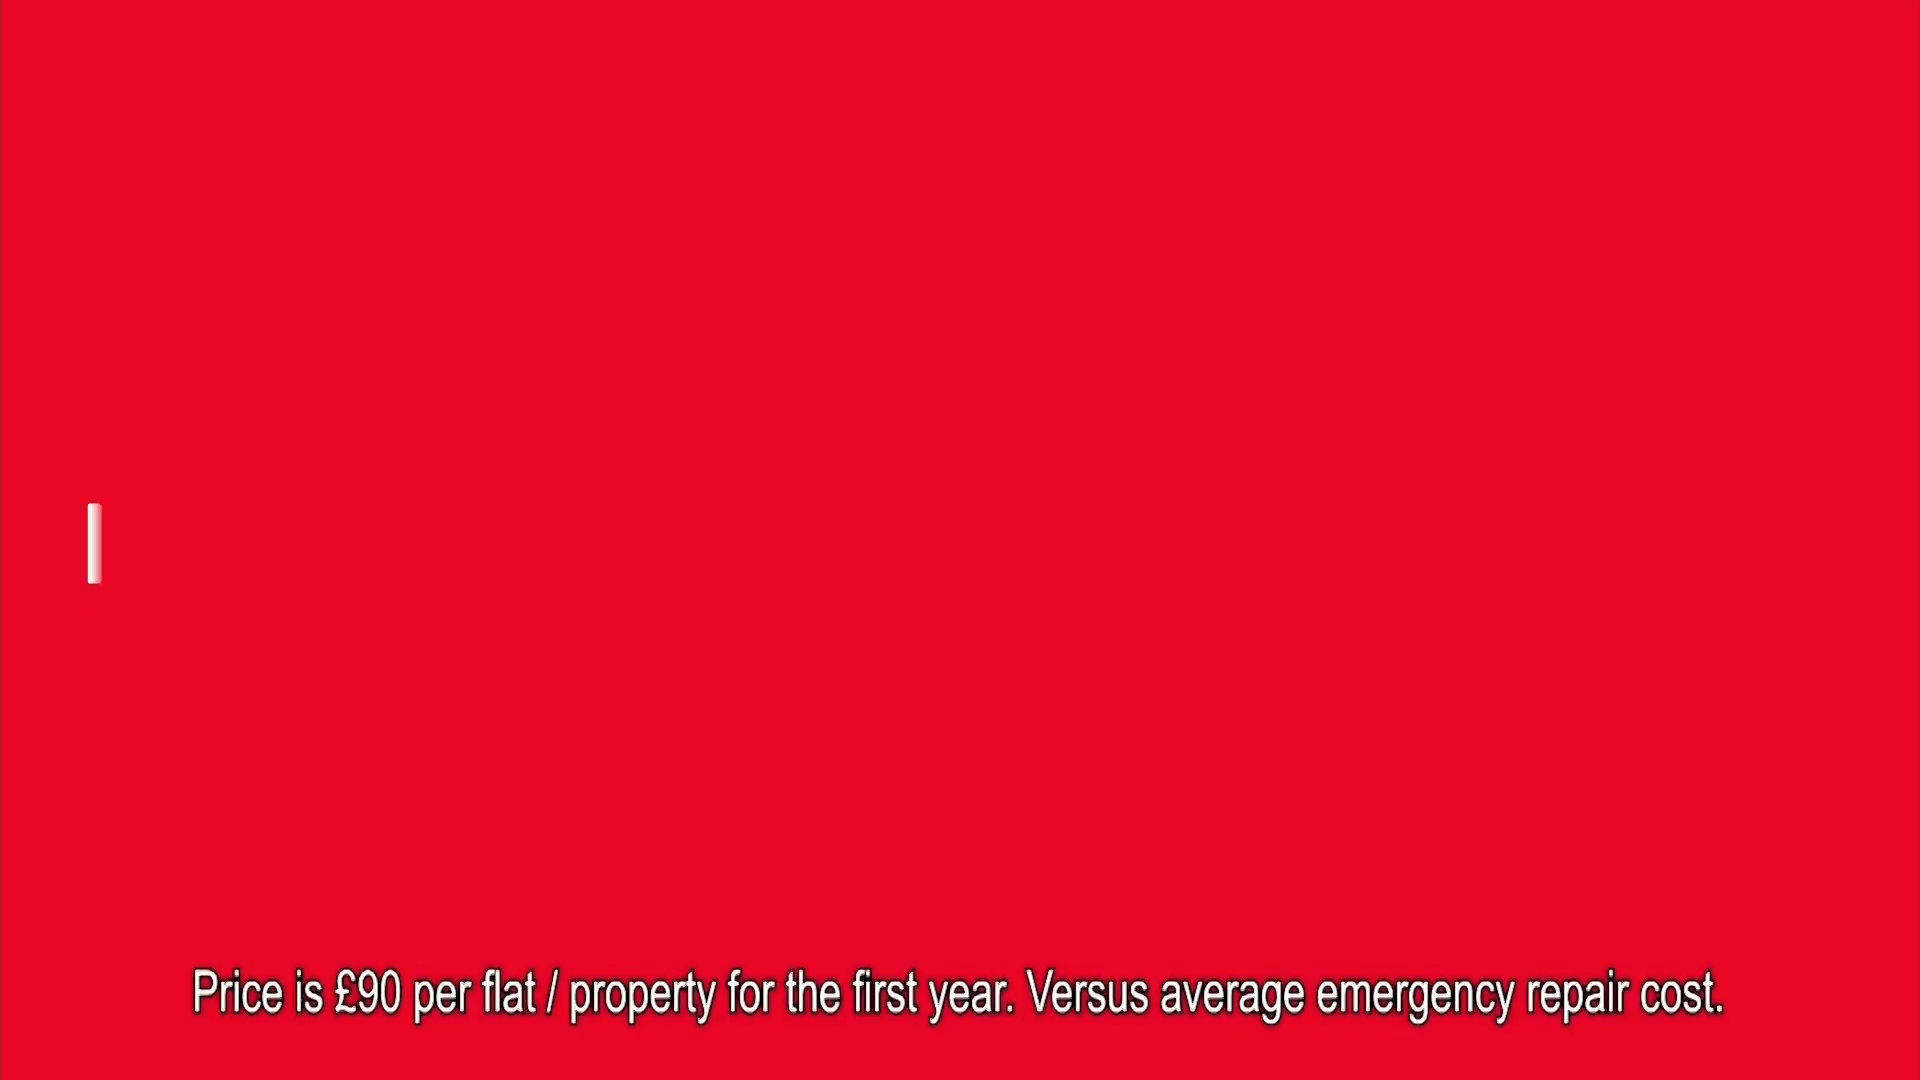 Price is £90 per flat / property for the first year. Versus average emergency repair cost.